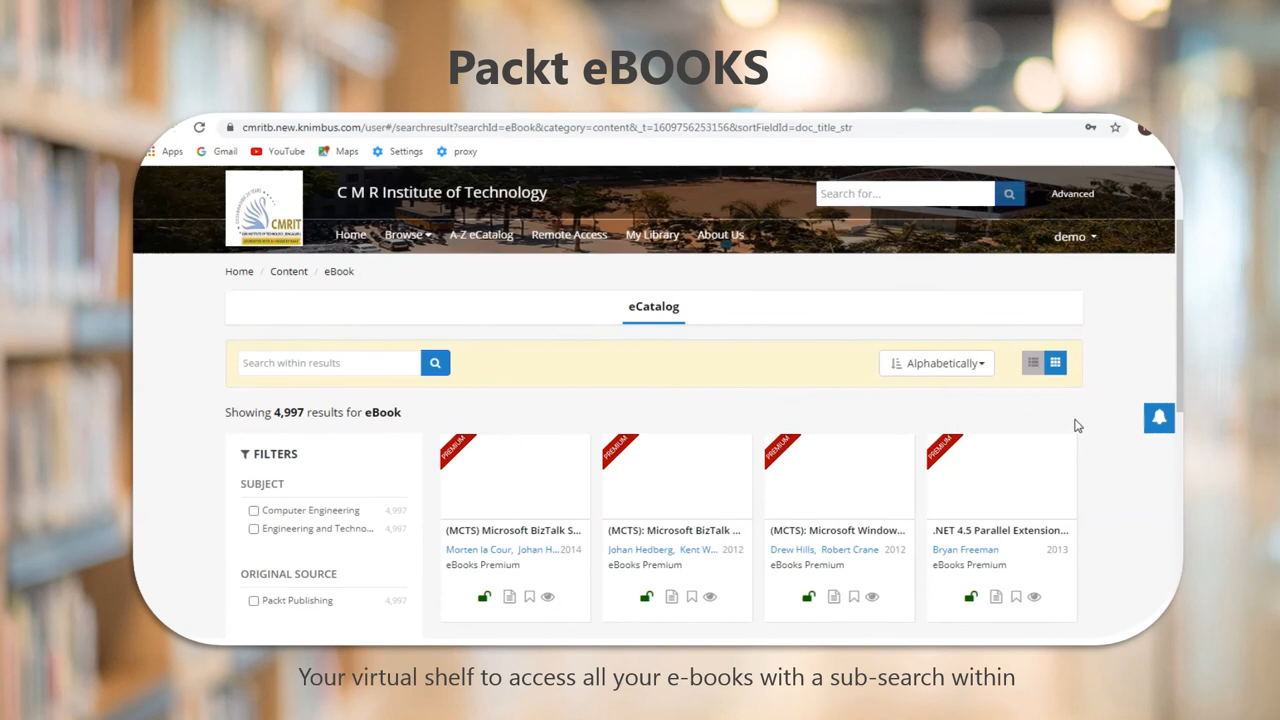 Packt eBOOKS
cmritb.new.knimbus.com/user#/searchresult?searchId=eBook&category=content&_t=1609756253156&sortFieldId=doc_title_str
Apps Gmail YouTube Maps Settings proxy
CMRIT
C M R Institute of Technology
Search for...
Advanced
Home Browse A-Z eCatalog Remote Access My Library About Us
demo
Home / Content / eBook
eCatalog
Search within results
Alphabetically
Showing 4,997 results for eBook
FILTERS
SUBJECT
Computer Engineering 4,997
Engineering and Techno... 4,997
ORIGINAL SOURCE
Packt Publishing 4,997
PREMIUM
(MCTS) Microsoft BizTalk S...
Morten la Cour, Johan H... 2014
eBooks Premium
PREMIUM
(MCTS): Microsoft BizTalk ...
Johan Hedberg, Kent W... 2012
eBooks Premium
PREMIUM
(MCTS): Microsoft Window...
Drew Hills, Robert Crane 2012
eBooks Premium
PREMIUM
.NET 4.5 Parallel Extension...
Bryan Freeman 2013
eBooks Premium
Your virtual shelf to access all your e-books with a sub-search within